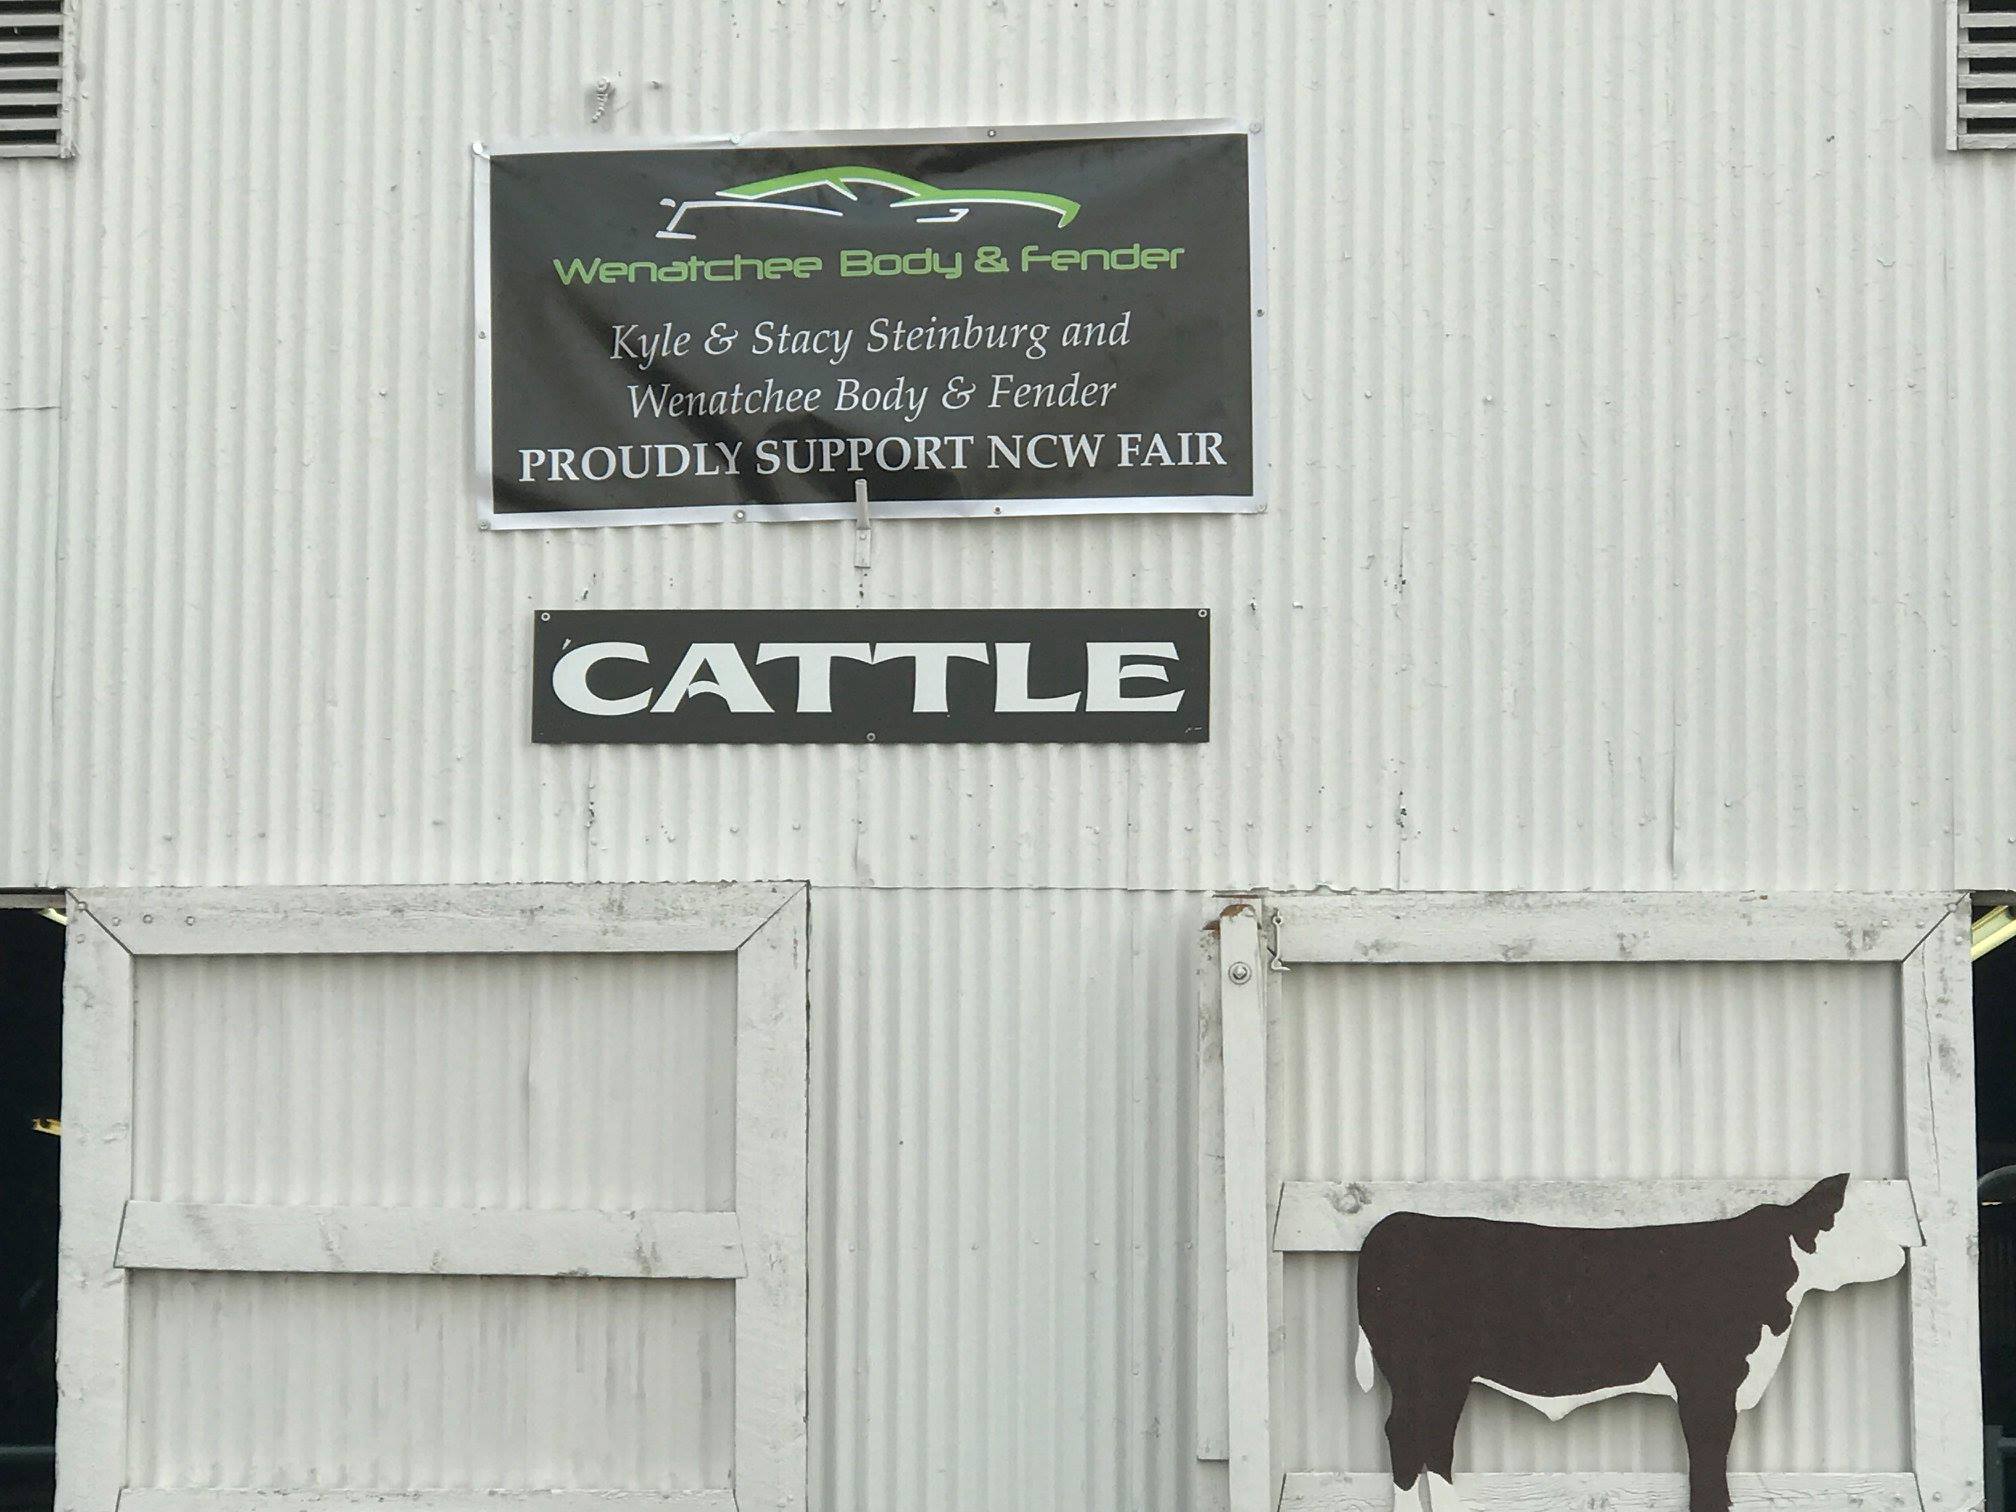 Wenatchee Body & Fender
Kyle & Stacy Steinburg and
Wenatchee Body & Fender
PROUDLY SUPPORT NCW FAIR
CATTLE